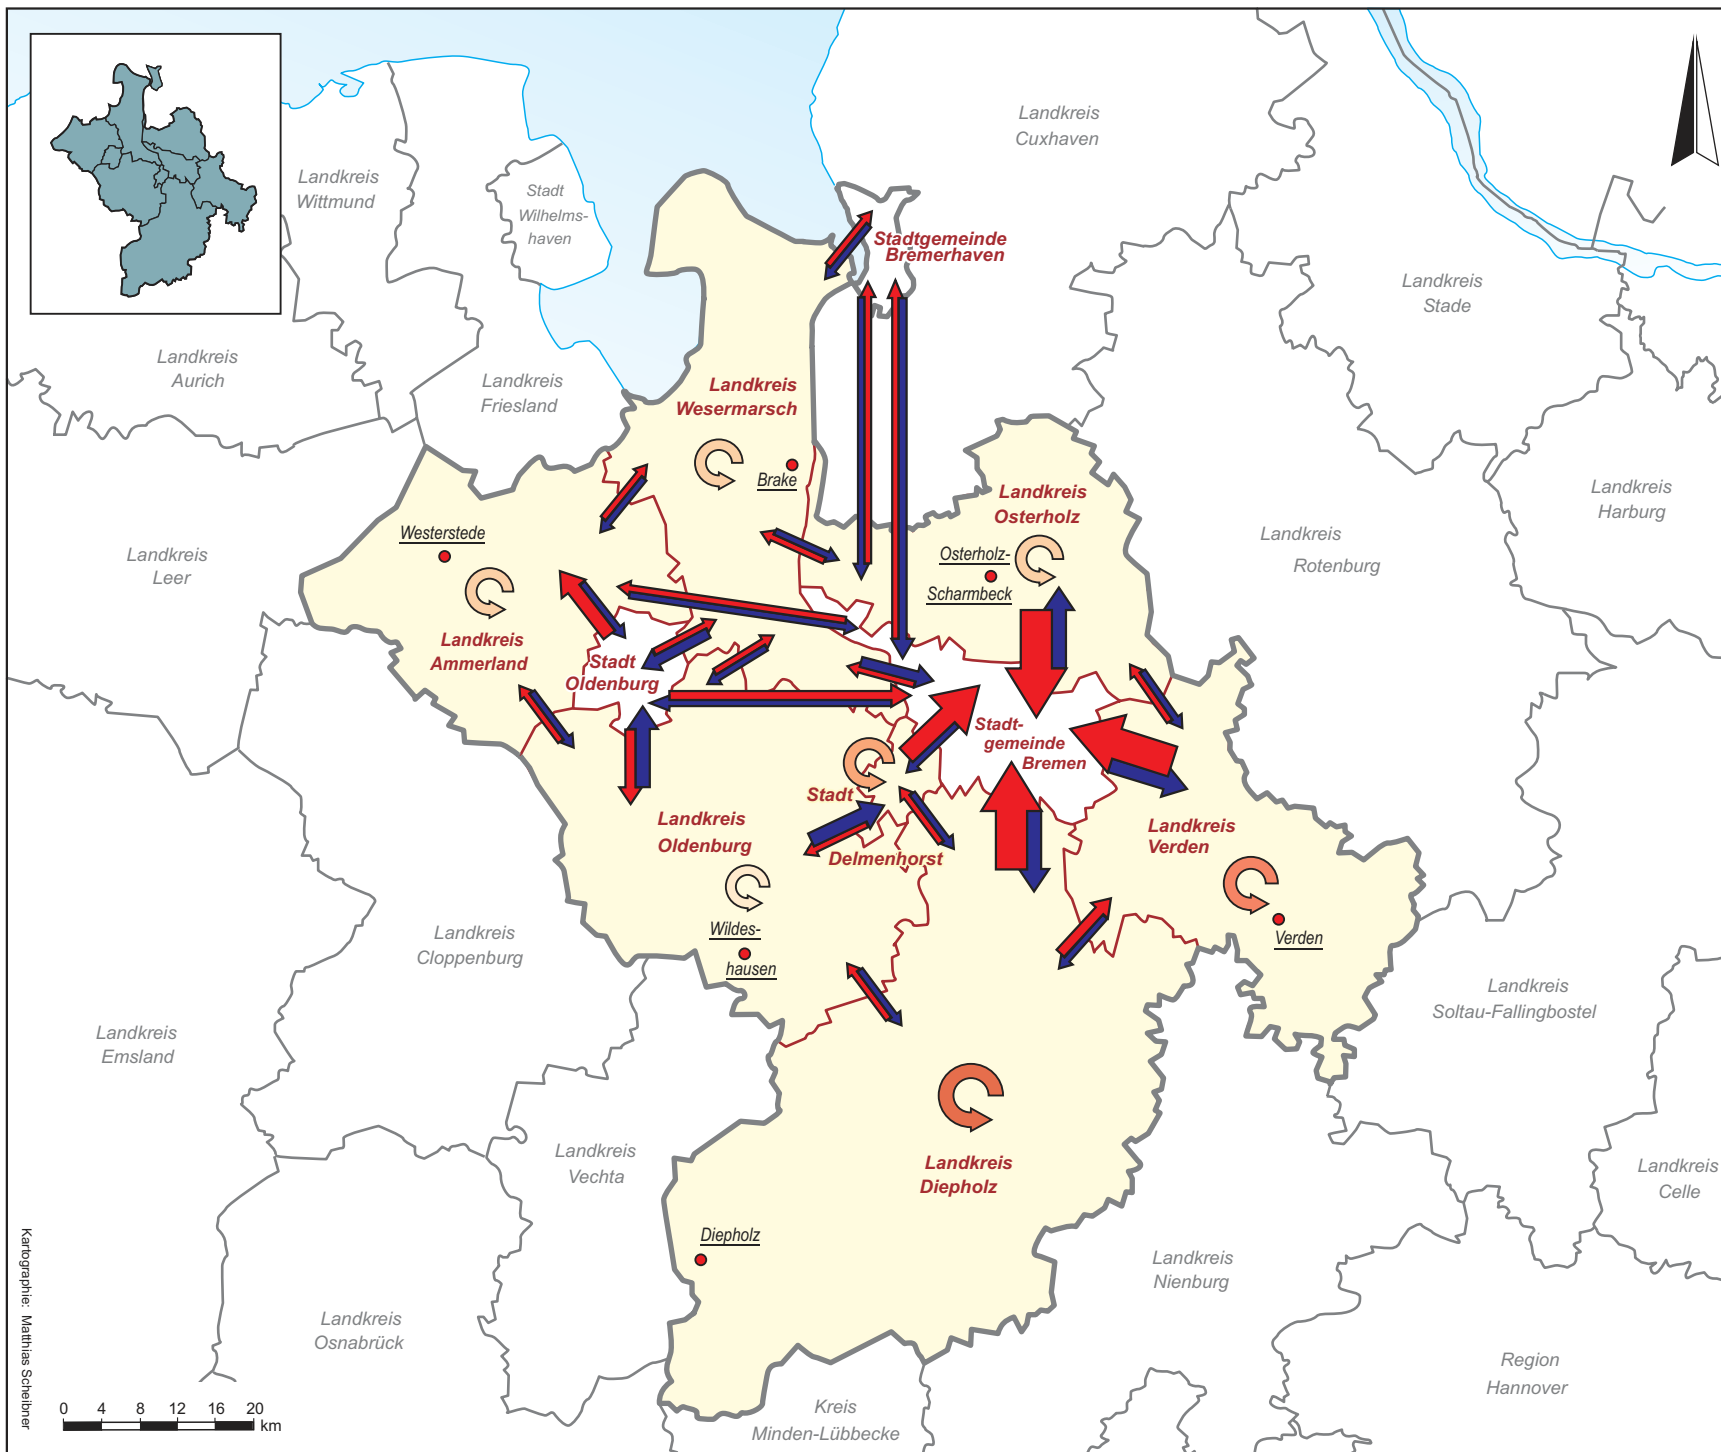 Landkreis
Cuxhaven
Landkreis
Wittmund
Stadt
Wilhelms-
haven
Stadtgemeinde
Bremerhaven
Landkreis
Stade
Landkreis
Aurich
Landkreis
Friesland
Landkreis
Wesermarsch
Brake
Landkreis
Osterholz
Landkreis
Harburg
Westerstede
Landkreis
Rotenburg
Landkreis
Leer
Osterholz-
Scharmbeck
Landkreis
Ammerland
Stadt
Oldenburg
Stadt-
gemeinde
Bremen
Stadt
Delmenhorst
Landkreis
Oldenburg
Landkreis
Verden
Wildes-
hausen
Verden
Landkreis
Cloppenburg
Landkreis
Soltau-Fallingbostel
Landkreis
Emsland
Landkreis
Vechta
Landkreis
Diepholz
Landkreis
Celle
Diepholz
Landkreis
Nienburg
Landkreis
Osnabrück
Region
Hannover
Kreis
Minden-Lübbecke
Kartographie: Matthias Scheibner
0 4 8 12 16 20
km